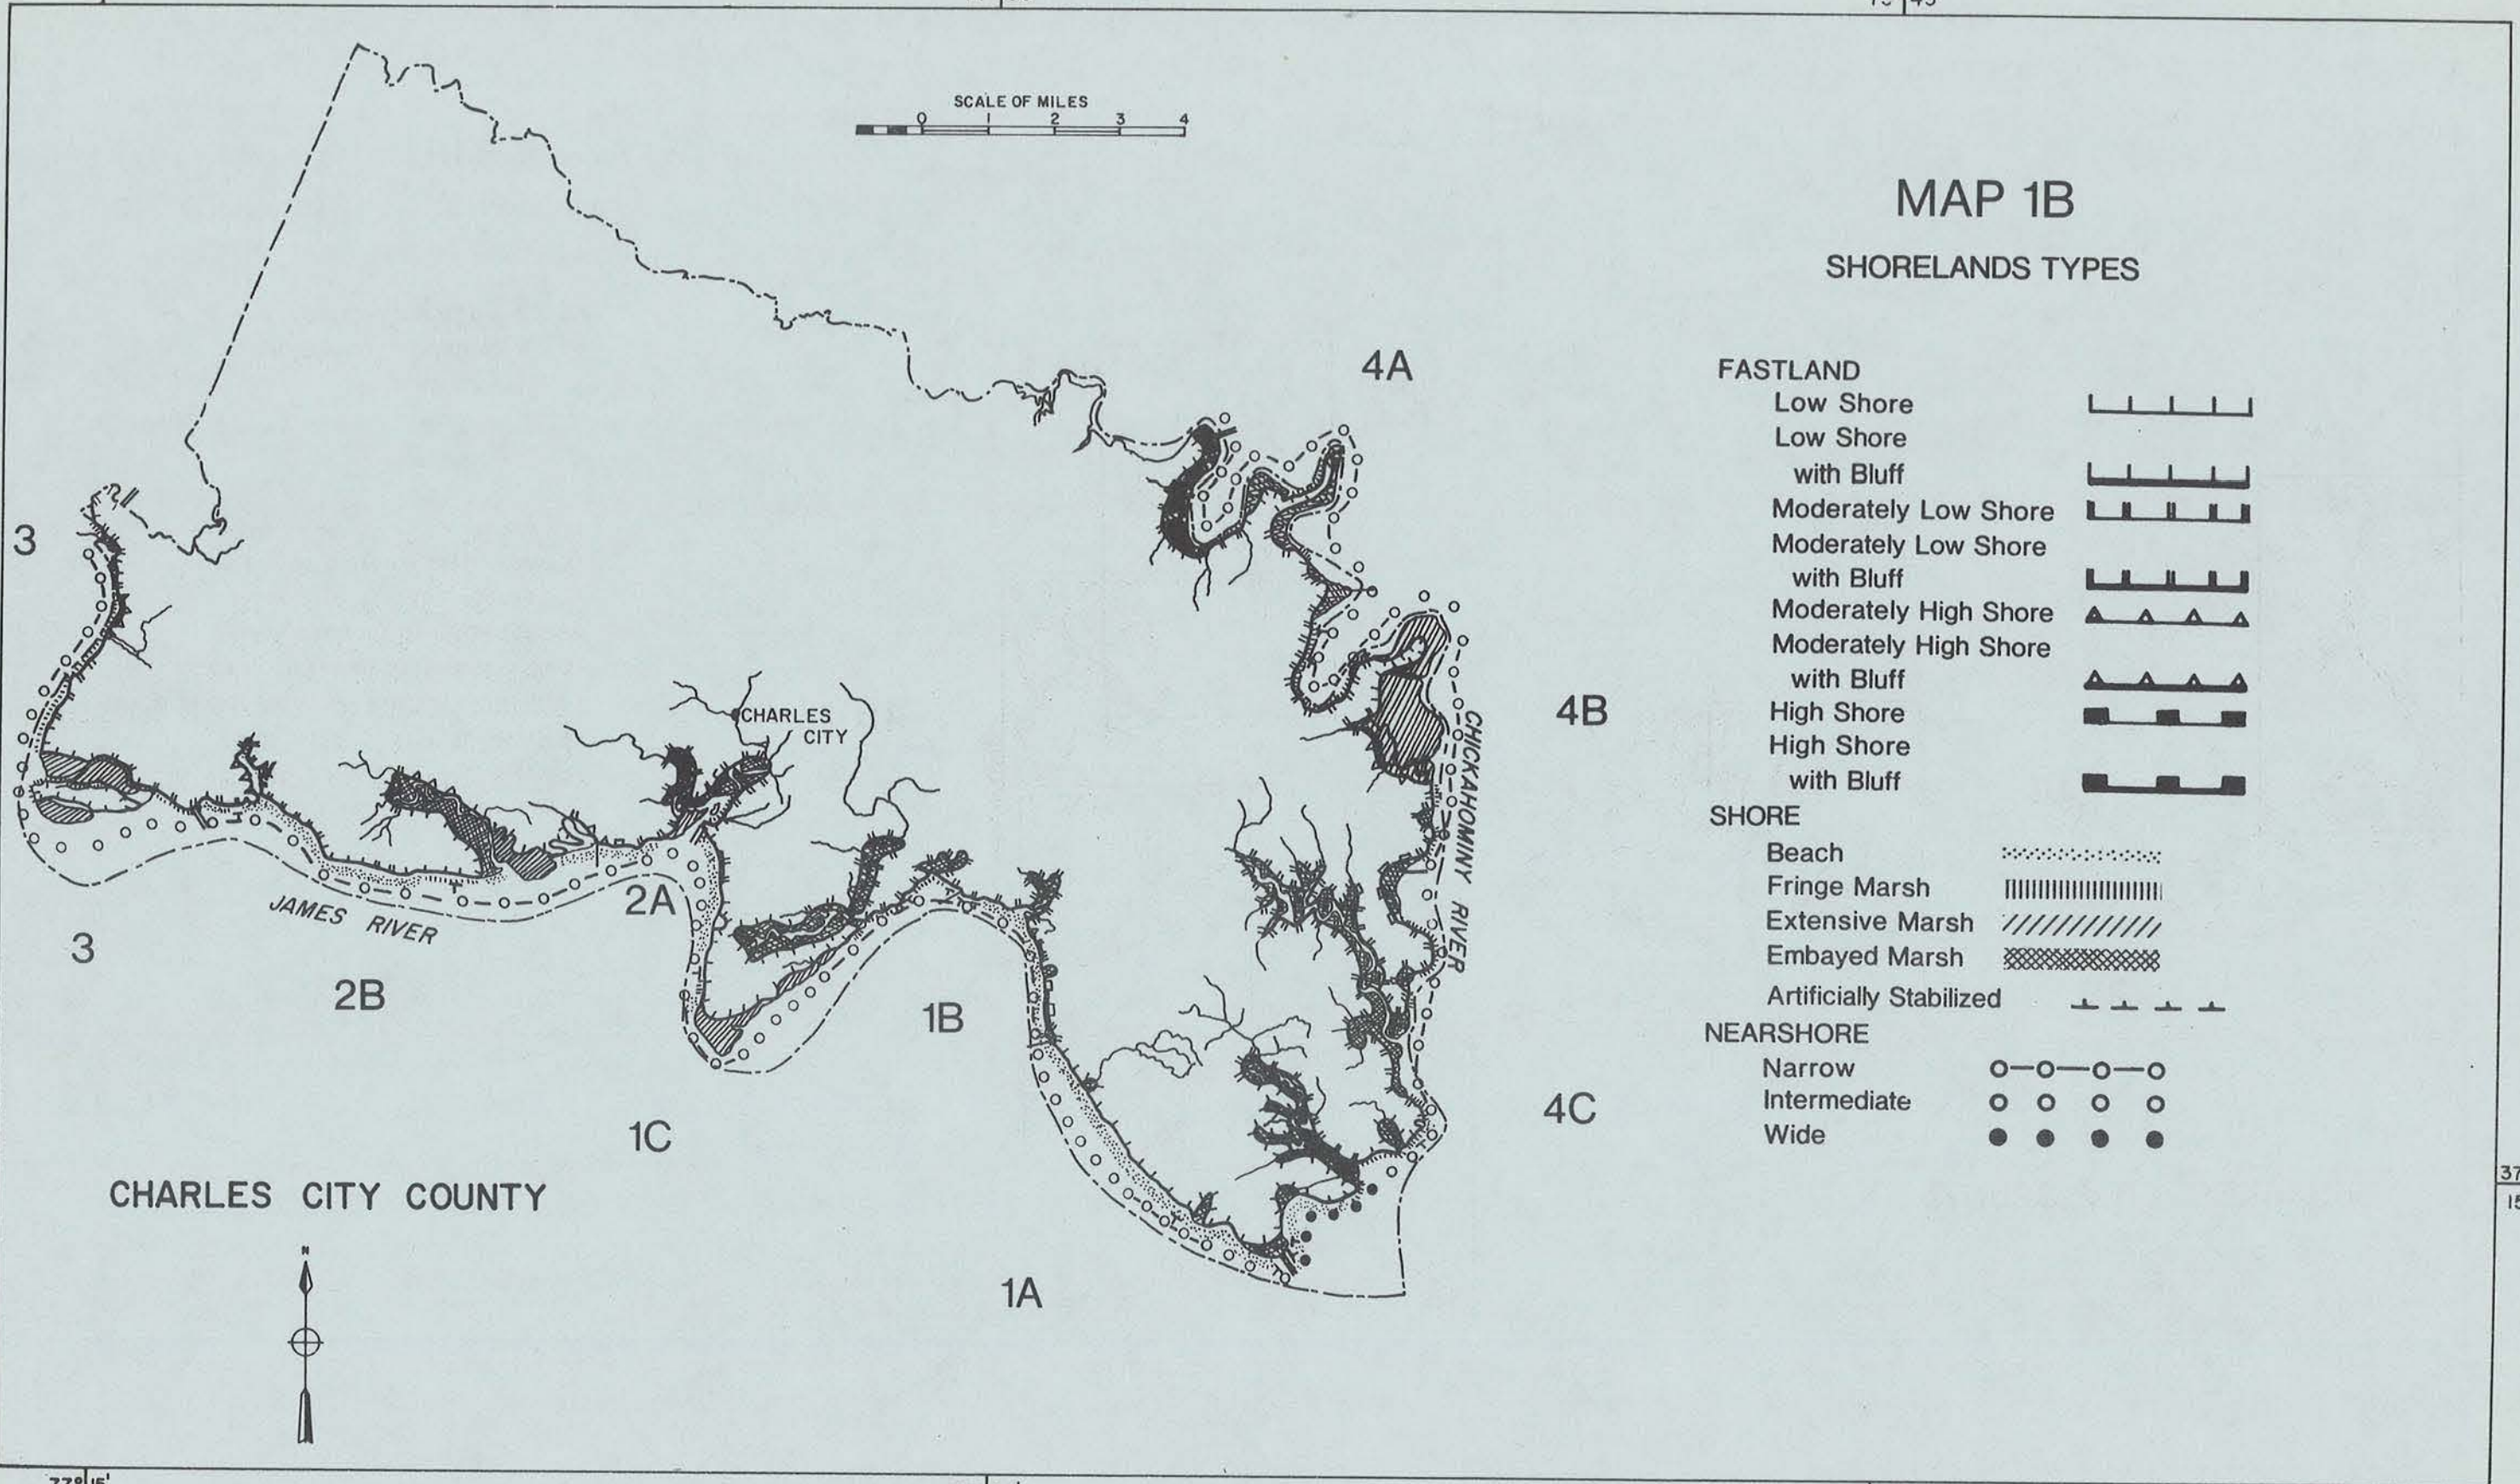 SCALE OF MILES
0 1 2 3 4
MAP 1B
SHORELANDS TYPES
FASTLAND
Low Shore
Low Shore
with Bluff
Moderately Low Shore
Moderately Low Shore
with Bluff
Moderately High Shore
Moderately High Shore
with Bluff
High Shore
High Shore
with Bluff
SHORE
Beach
Fringe Marsh
Extensive Marsh
Embayed Marsh
Artificially Stabilized
NEARSHORE
Narrow
Intermediate
Wide
4A
3
4B
CHARLES
CITY
CHICKAHOMINY RIVER
2A
JAMES RIVER
3
2B
1B
4C
1C
1A
CHARLES CITY COUNTY
N
37
15